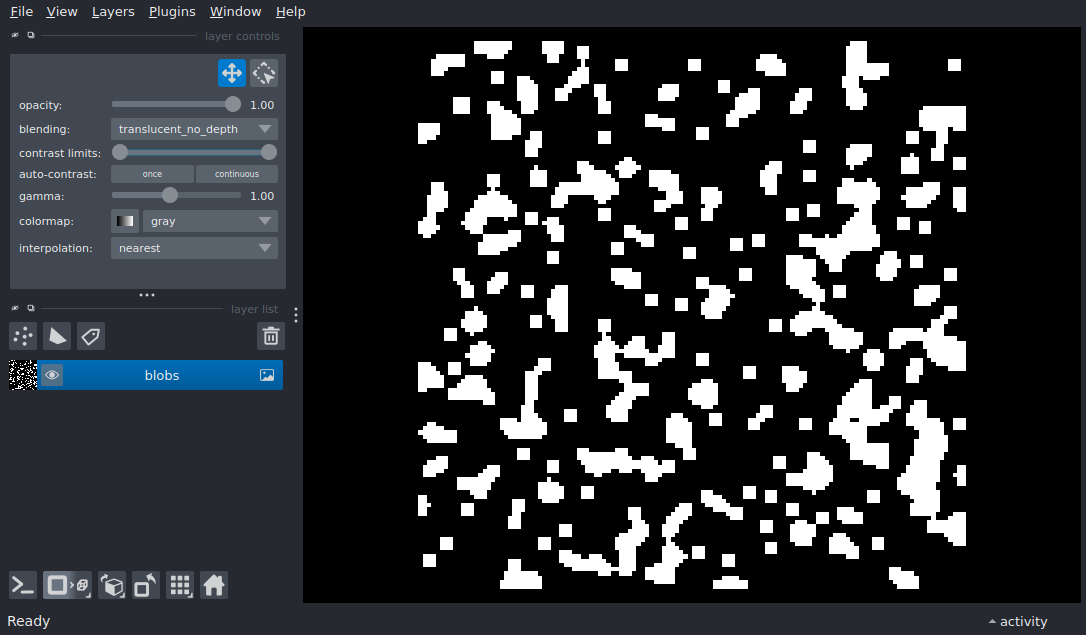 File View Layers Plugins Window Help
layer controls
opacity: 1.00
blending: translucent_no_depth
contrast limits:
auto-contrast: once continuous
gamma: 1.00
colormap: gray
interpolation: nearest
layer list
blobs
Ready activity